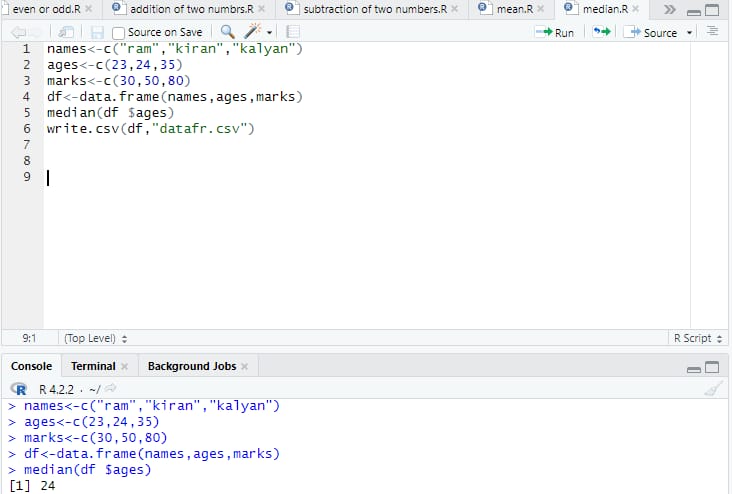 even or odd.R
addition of two numbrs.R
subtraction of two numbers.R
mean.R
median.R
Source on Save
Run
Source
1 names<-c("ram","kiran","kalyan")
2 ages<-c(23,24,35)
3 marks<-c(30,50,80)
4 df<-data.frame(names,ages,marks)
5 median(df $ages)
6 write.csv(df,"datafr.csv")
7
8
9
9:1 (Top Level) R Script
Console Terminal Background Jobs
R R 4.2.2 · ~/
> names<-c("ram","kiran","kalyan")
> ages<-c(23,24,35)
> marks<-c(30,50,80)
> df<-data.frame(names,ages,marks)
> median(df $ages)
[1] 24